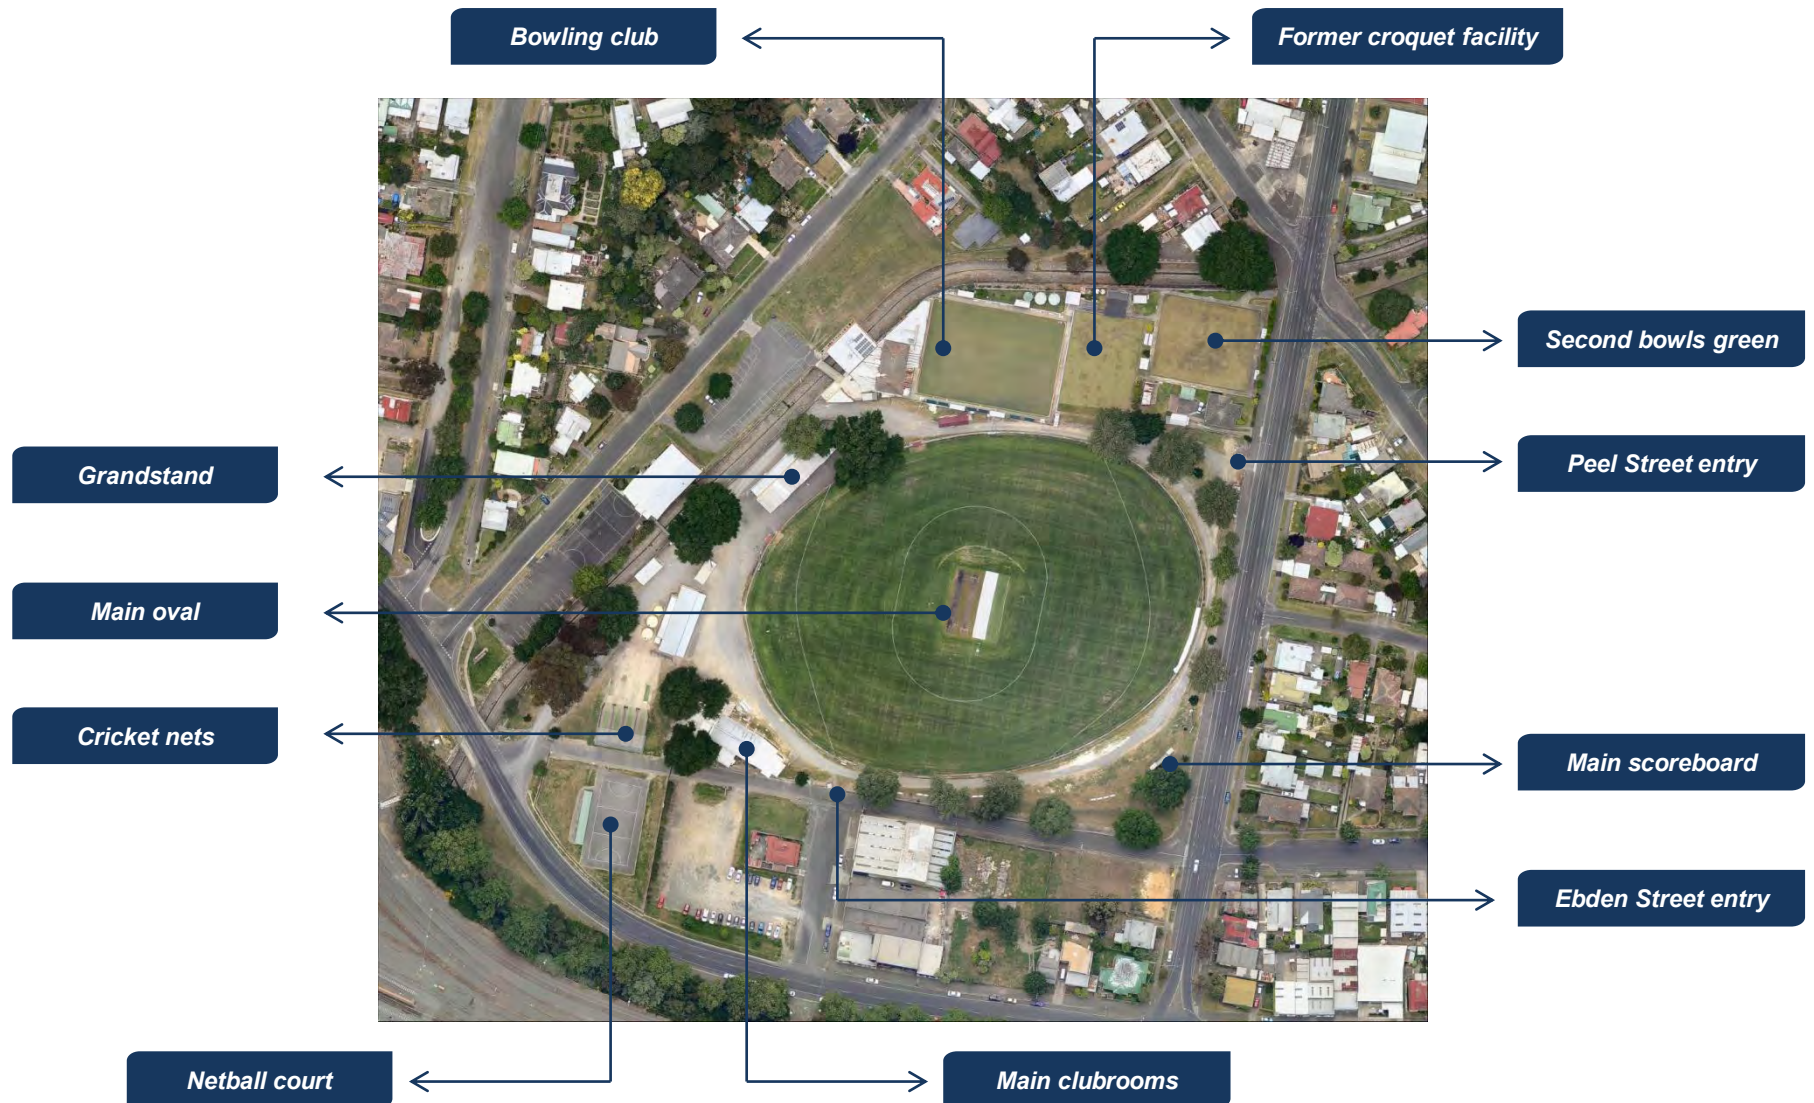 Bowling club
Former croquet facility
Second bowls green
Grandstand
Peel Street entry
Main oval
Cricket nets
Main scoreboard
Ebden Street entry
Netball court
Main clubrooms